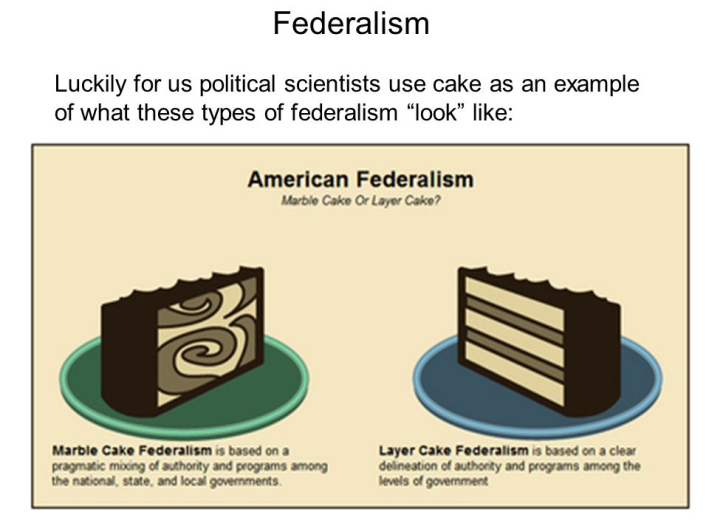 Federalism
Luckily for us political scientists use cake as an example
of what these types of federalism “look” like:
American Federalism
Marble Cake Or Layer Cake?
Marble Cake Federalism is based on a
pragmatic mixing of authority and programs among
the national, state, and local governments.
Layer Cake Federalism is based on a clear
delineation of authority and programs among the
levels of government